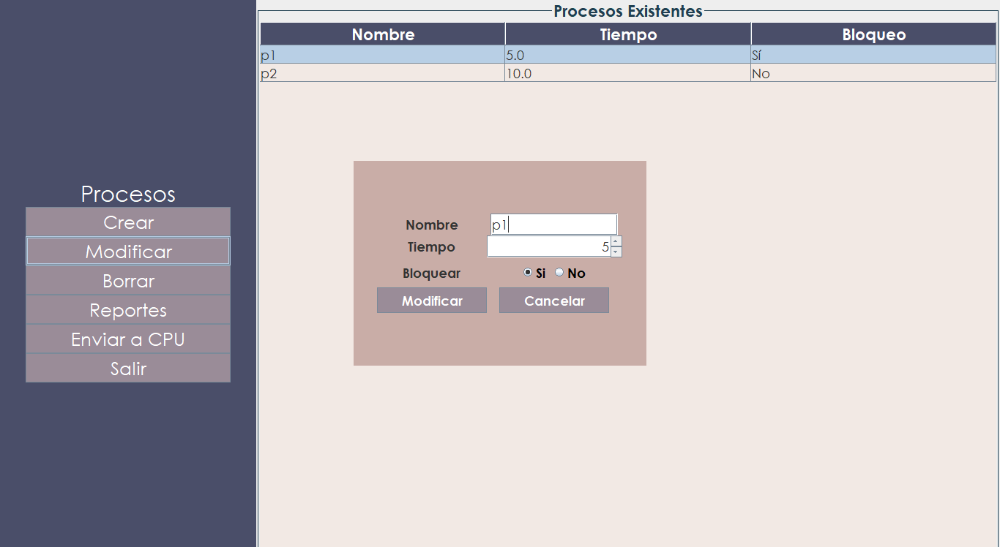 Procesos
Crear
Modificar
Borrar
Reportes
Enviar a CPU
Salir
Procesos Existentes
Nombre Tiempo Bloqueo
p1 5.0 Sí
p2 10.0 No
Nombre p1
Tiempo 5
Bloquear Si No
Modificar Cancelar